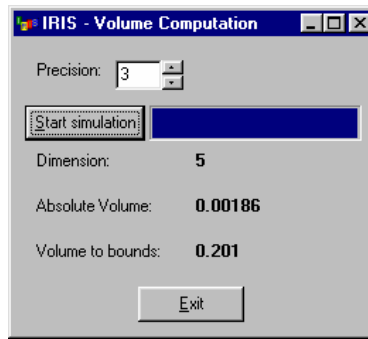 IRIS - Volume Computation
Precision: 3
Start simulation
Dimension: 5
Absolute Volume: 0.00186
Volume to bounds: 0.201
Exit